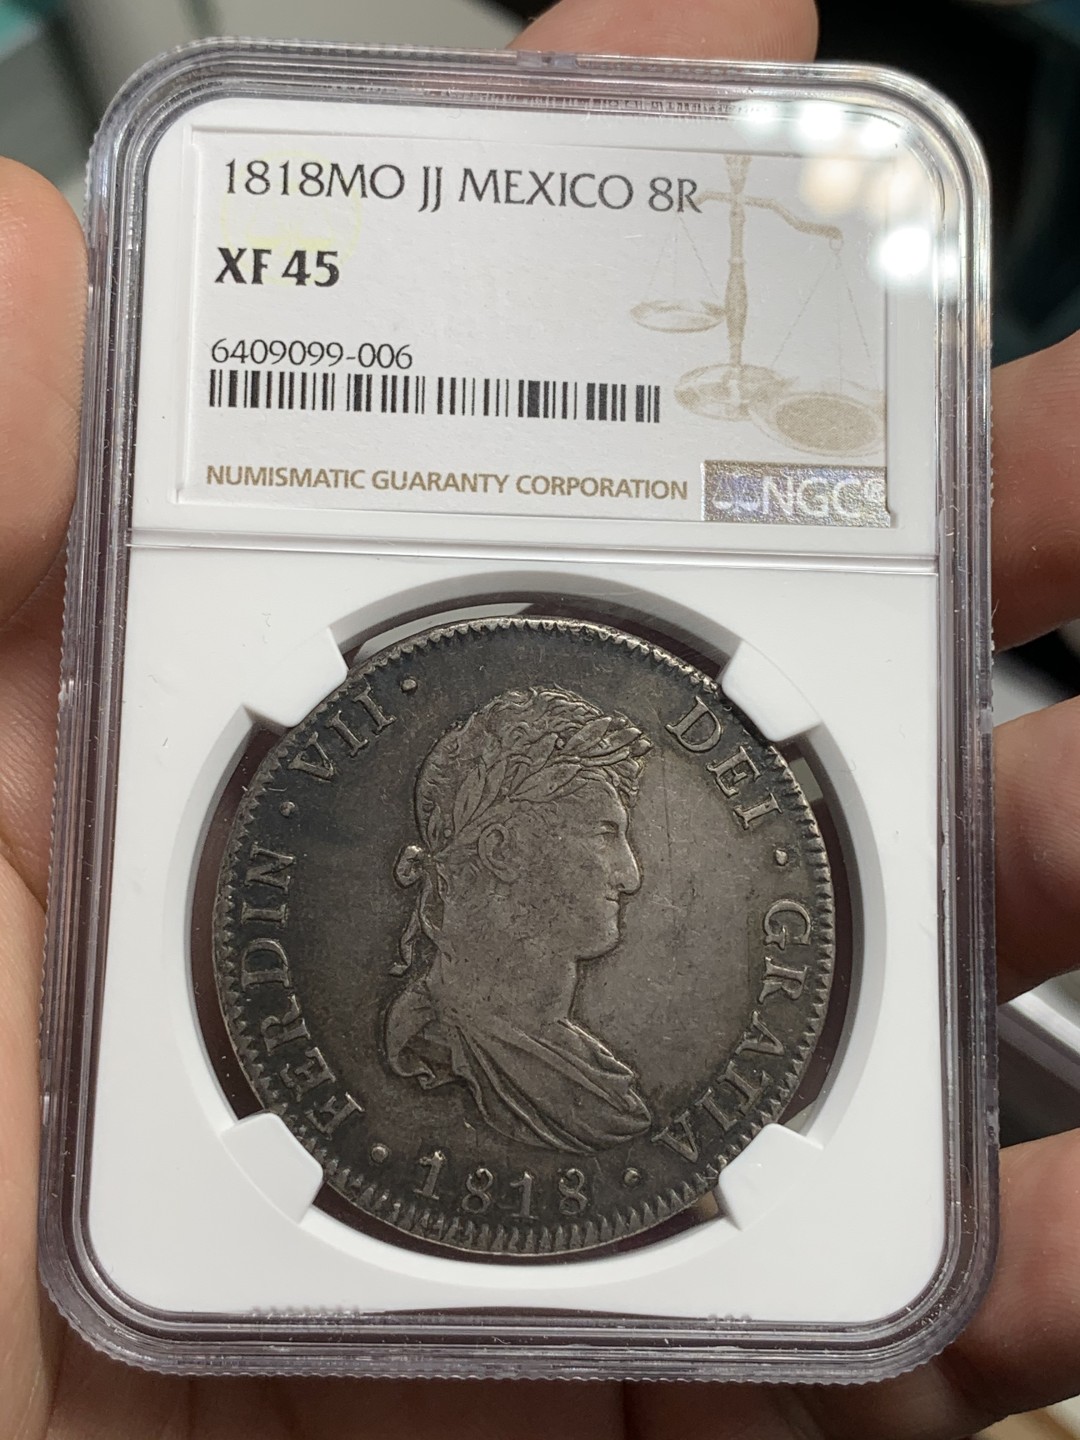 1818MO JJ MEXICO 8R
XF 45
6409099-006
NUMISMATIC GUARANTY CORPORATION
NGC®
FERDIN · VII · DEI · GRATIA
· 1818 ·